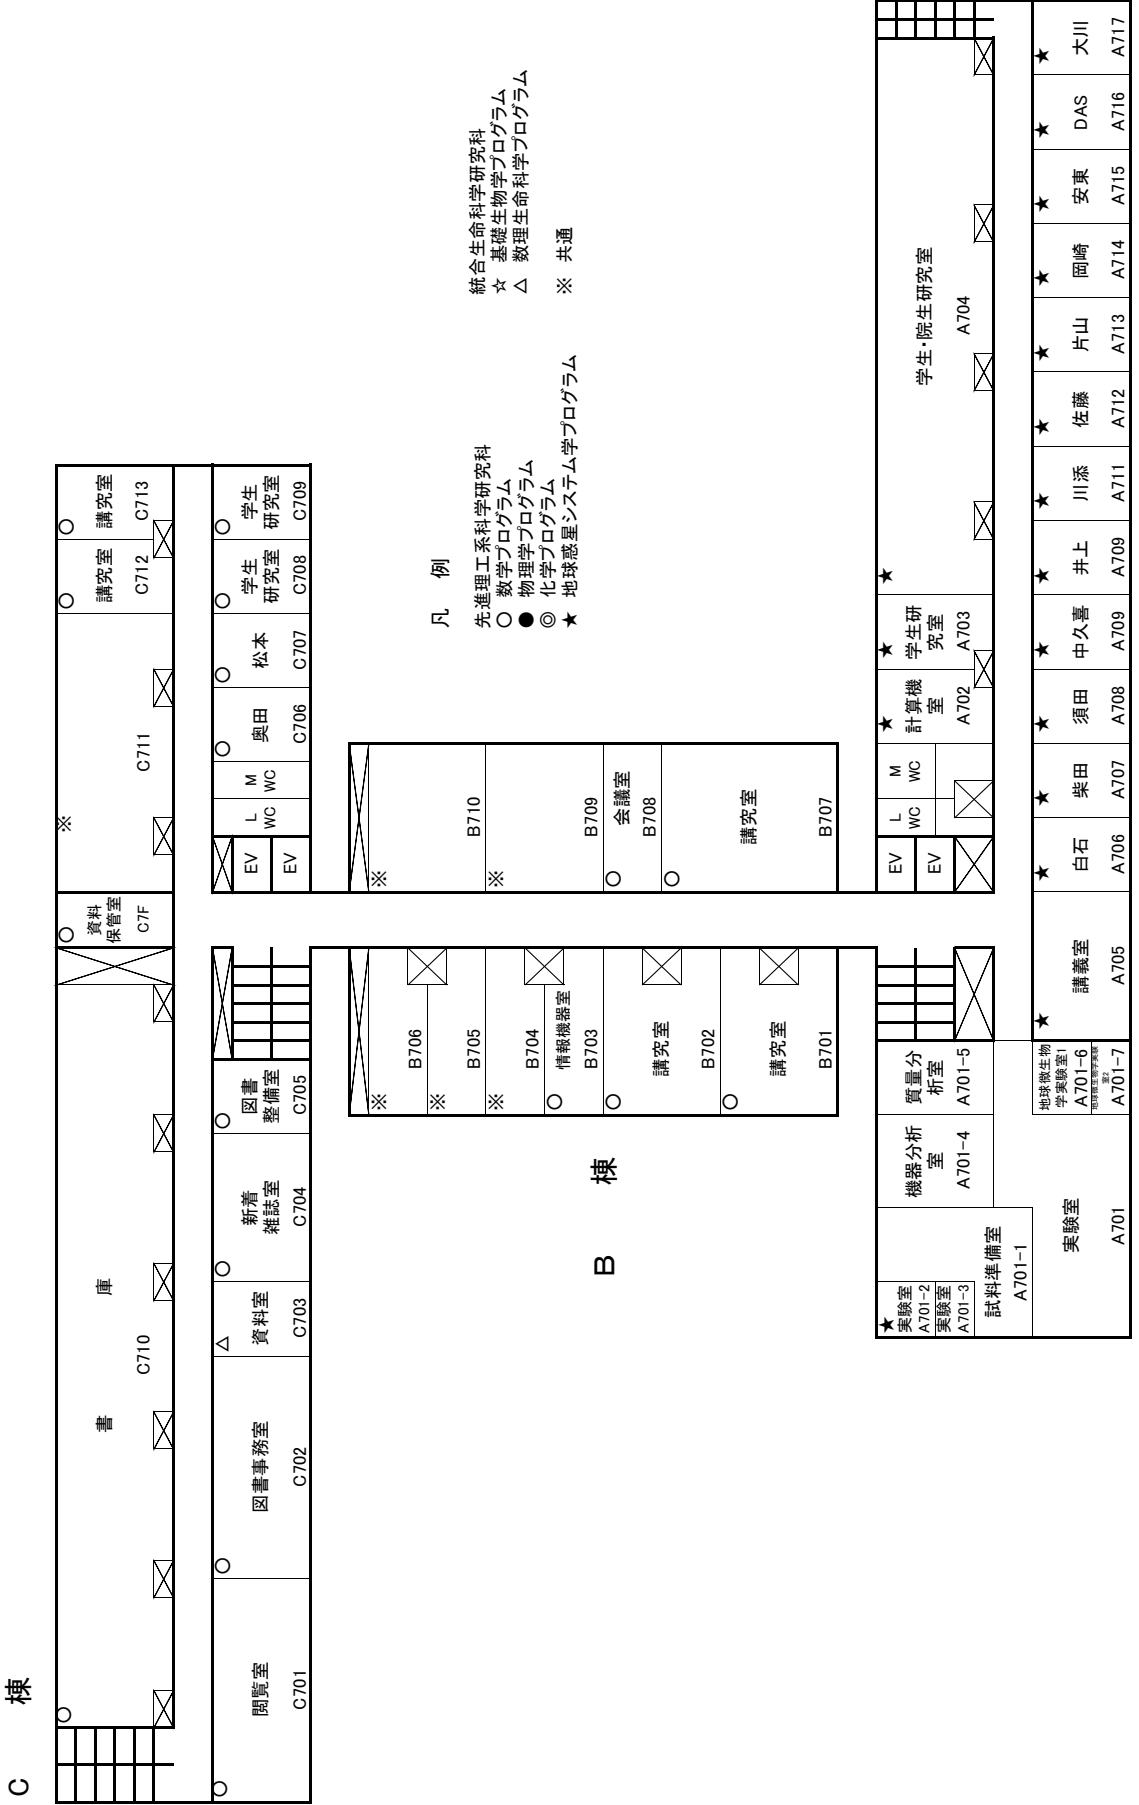 C 棟
書 庫
C710
資料
保管室
C7F
※
C711
○
講究室
C712
○
講究室
C713
○
閲覧室
C701
○
図書事務室
C702
△
資料室
C703
○
新着
雑誌室
C704
○
図書
整備室
C705
EV
EV
L
WC
M
WC
○
奥田
C706
○
松本
C707
○
学生
研究室
C708
○
学生
研究室
C709
B 棟
※
B706
※
B705
※
B704
○
情報機器室
B703
○
講究室
B702
○
講究室
B701
※
B710
※
B709
○
会議室
B708
○
講究室
B707
凡 例
先進理工系科学研究科
○ 数学プログラム
● 物理学プログラム
◎ 化学プログラム
★ 地球惑星システム学プログラム
統合生命科学研究科
☆ 基礎生物学プログラム
△ 数理生命科学プログラム
※ 共通
★
実験室
A701-2
実験室
A701-3
試料準備室
A701-1
機器分析
室
A701-4
質量分
析室
A701-5
実験室
A701
地球微生物
学実験室1
A701-6
地球微生物学実験
室2
A701-7
EV
EV
L
WC
M
WC
★
計算機
室
A702
★
学生研
究室
A703
★
学生・院生研究室
A704
★
講義室
A705
★
白石
A706
★
柴田
A707
★
須田
A708
★
中久喜
A709
★
井上
A709
★
川添
A711
★
佐藤
A712
★
片山
A713
★
岡崎
A714
★
安東
A715
★
DAS
A716
★
大川
A717